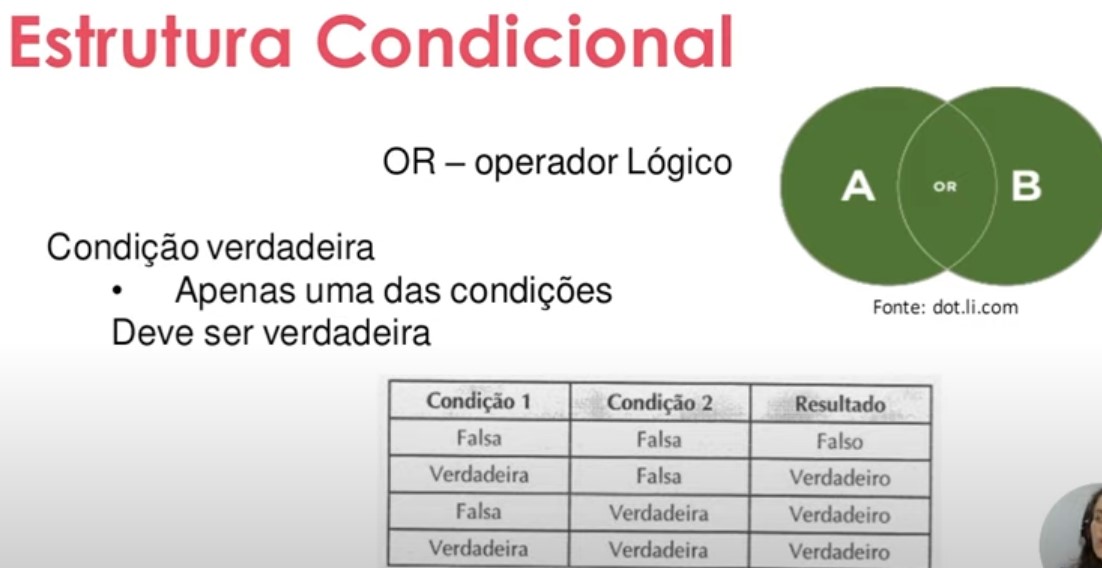 Estrutura Condicional
OR – operador Lógico
A OR B
Fonte: dot.li.com
Condição verdadeira
• Apenas uma das condições
Deve ser verdadeira
Condição 1 Condição 2 Resultado
Falsa Falsa Falso
Verdadeira Falsa Verdadeiro
Falsa Verdadeira Verdadeiro
Verdadeira Verdadeira Verdadeiro